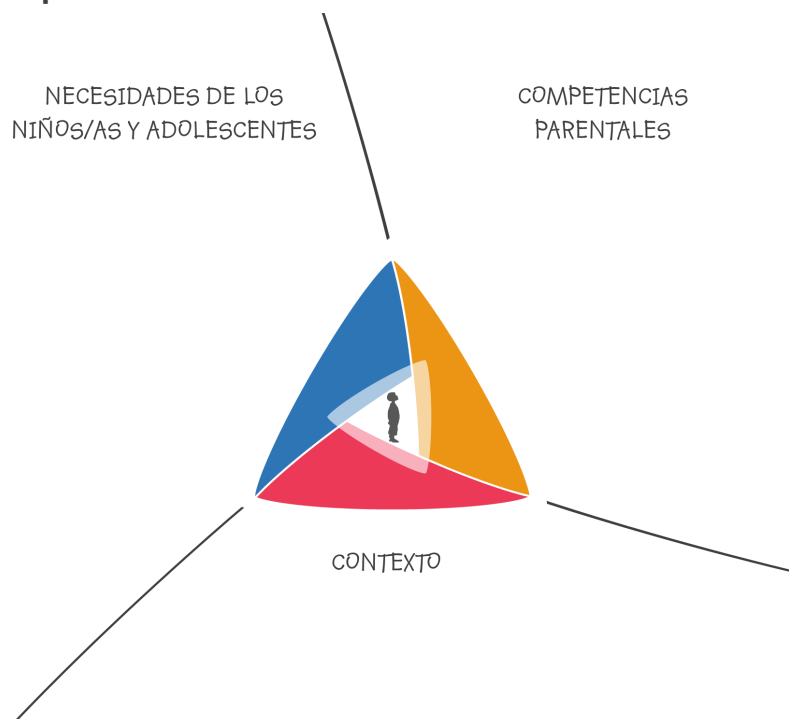 NECESIDADES DE LOS
NIÑOS/AS Y ADOLESCENTES
COMPETENCIAS
PARENTALES
CONTEXTO